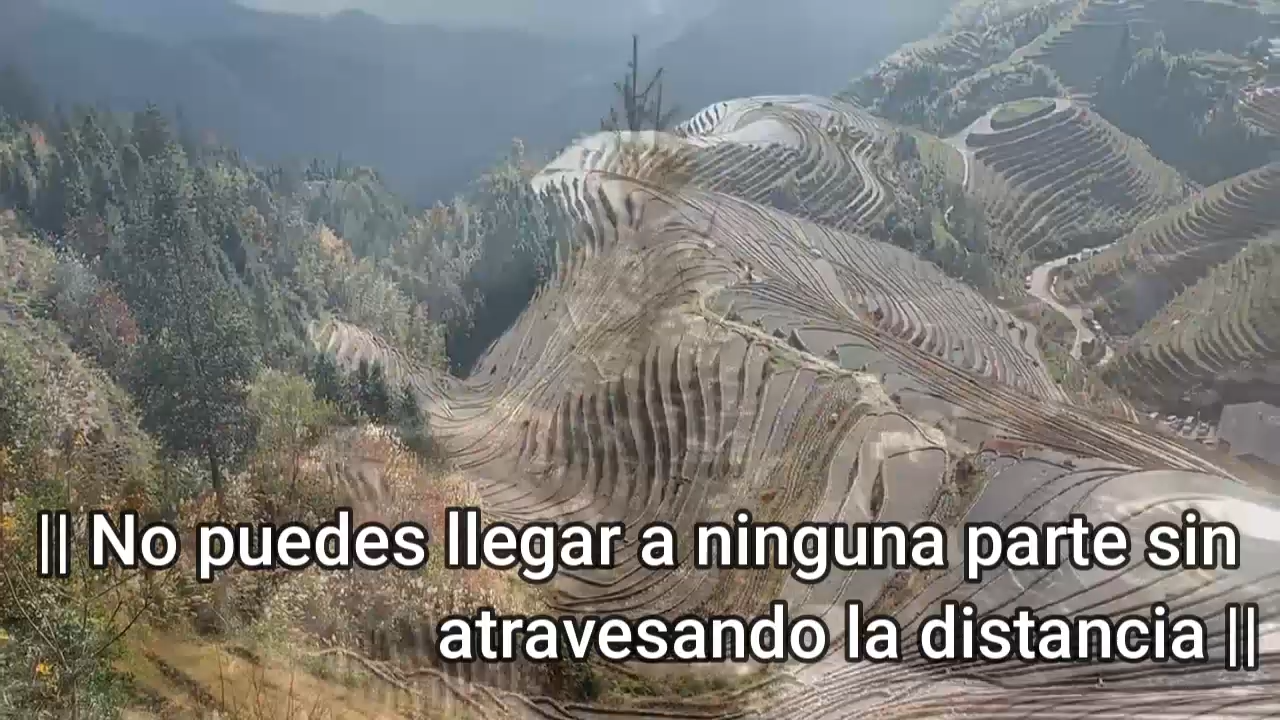 || No puedes llegar a ninguna parte sin
atravesando la distancia ||